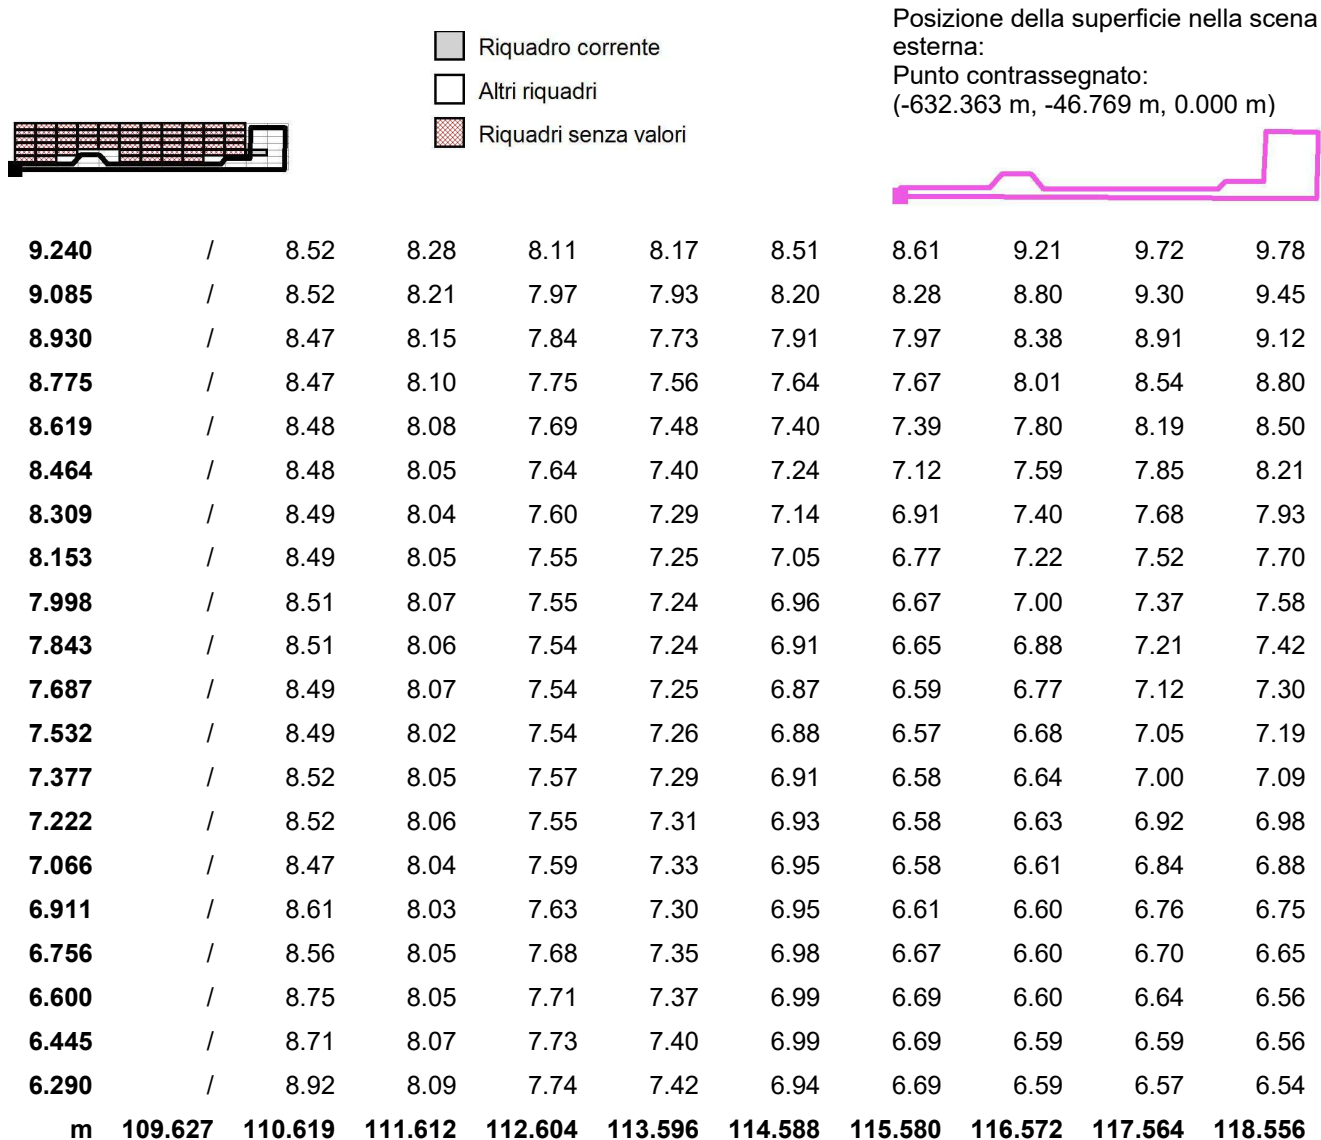 Riquadro corrente
Altri riquadri
Riquadri senza valori
Posizione della superficie nella scena
esterna:
Punto contrassegnato:
(-632.363 m, -46.769 m, 0.000 m)
9.240 / 8.52 8.28 8.11 8.17 8.51 8.61 9.21 9.72 9.78
9.085 / 8.52 8.21 7.97 7.93 8.20 8.28 8.80 9.30 9.45
8.930 / 8.47 8.15 7.84 7.73 7.91 7.97 8.38 8.91 9.12
8.775 / 8.47 8.10 7.75 7.56 7.64 7.67 8.01 8.54 8.80
8.619 / 8.48 8.08 7.69 7.48 7.40 7.39 7.80 8.19 8.50
8.464 / 8.48 8.05 7.64 7.40 7.24 7.12 7.59 7.85 8.21
8.309 / 8.49 8.04 7.60 7.29 7.14 6.91 7.40 7.68 7.93
8.153 / 8.49 8.05 7.55 7.25 7.05 6.77 7.22 7.52 7.70
7.998 / 8.51 8.07 7.55 7.24 6.96 6.67 7.00 7.37 7.58
7.843 / 8.51 8.06 7.54 7.24 6.91 6.65 6.88 7.21 7.42
7.687 / 8.49 8.07 7.54 7.25 6.87 6.59 6.77 7.12 7.30
7.532 / 8.49 8.02 7.54 7.26 6.88 6.57 6.68 7.05 7.19
7.377 / 8.52 8.05 7.57 7.29 6.91 6.58 6.64 7.00 7.09
7.222 / 8.52 8.06 7.55 7.31 6.93 6.58 6.63 6.92 6.98
7.066 / 8.47 8.04 7.59 7.33 6.95 6.58 6.61 6.84 6.88
6.911 / 8.61 8.03 7.63 7.30 6.95 6.61 6.60 6.76 6.75
6.756 / 8.56 8.05 7.68 7.35 6.98 6.67 6.60 6.70 6.65
6.600 / 8.75 8.05 7.71 7.37 6.99 6.69 6.60 6.64 6.56
6.445 / 8.71 8.07 7.73 7.40 6.99 6.69 6.59 6.59 6.56
6.290 / 8.92 8.09 7.74 7.42 6.94 6.69 6.59 6.57 6.54
m 109.627 110.619 111.612 112.604 113.596 114.588 115.580 116.572 117.564 118.556